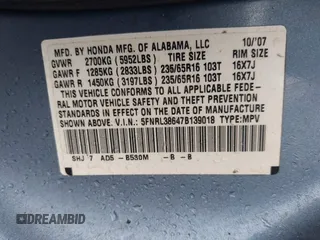 MFD. BY HONDA MFG. OF ALABAMA, LLC 10/'07
GVWR 2700KG (5952LBS) TIRE SIZE RIM SIZE
GAWR F 1285KG (2833LBS) 235/65R16 103T 16X7J
GAWR R 1450KG (3197LBS) 235/65R16 103T 16X7J
THIS VEHICLE CONFORMS TO ALL APPLICABLE FEDE-
RAL MOTOR VEHICLE SAFETY AND THEFT PREVENTION
STANDARDS IN EFFECT ON THE DATE OF MANUFACTURE
SHOWN ABOVE. V.I.N.: 5FNRL38647B139018 TYPE: MPV
SHJ 7 AD5 -B530M -B -B
DREAMBID